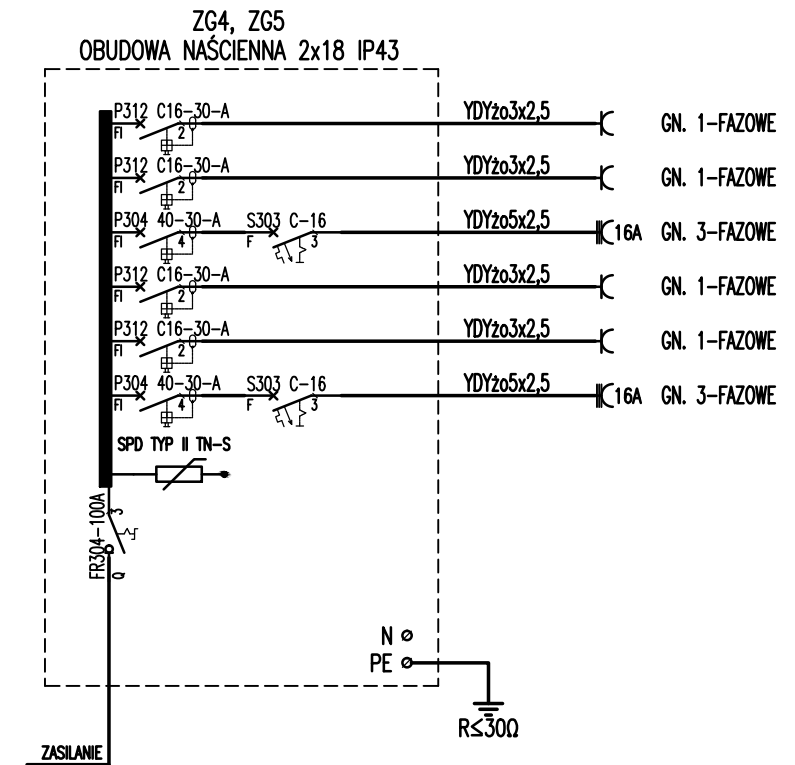 ZG4, ZG5
OBUDOWA NAŚCIENNA 2x18 IP43
P312 C16-30-A YDYżo3x2,5
FI 2 GN. 1-FAZOWE
P312 C16-30-A YDYżo3x2,5
FI 2 GN. 1-FAZOWE
P304 40-30-A S303 C-16 YDYżo5x2,5
FI 4 F 3 16A GN. 3-FAZOWE
P312 C16-30-A YDYżo3x2,5
FI 2 GN. 1-FAZOWE
P312 C16-30-A YDYżo3x2,5
FI 2 GN. 1-FAZOWE
P304 40-30-A S303 C-16 YDYżo5x2,5
FI 4 F 3 16A GN. 3-FAZOWE
SPD TYP II TN-S
FR304-100A
3
Q
N
PE
R≤30Ω
ZASILANIE